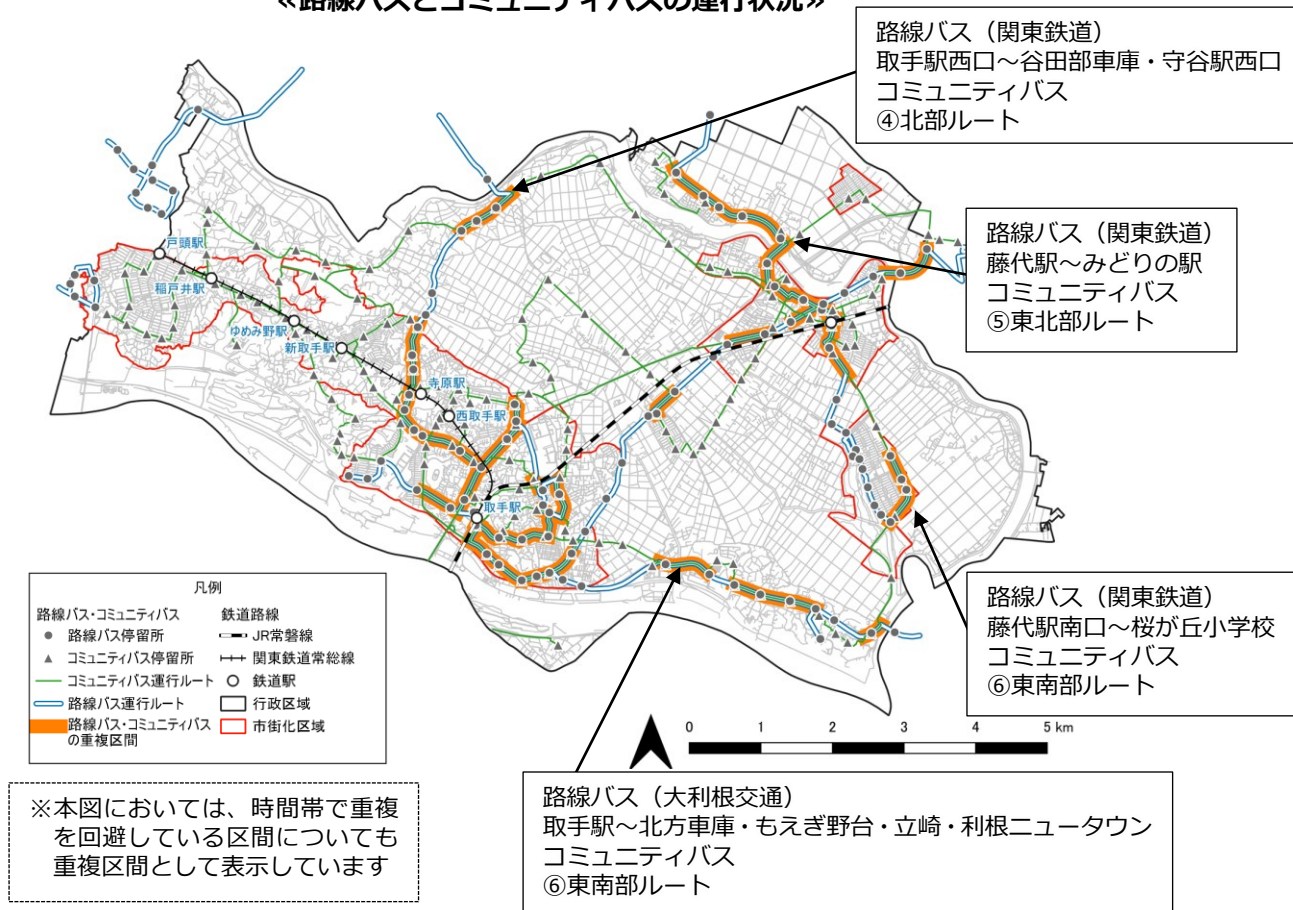 ≪路線バスとコミュニティバスの運行状況≫
路線バス（関東鉄道）
取手駅西口～谷田部車庫・守谷駅西口
コミュニティバス
④北部ルート
路線バス（関東鉄道）
藤代駅～みどりの駅
コミュニティバス
⑤東北部ルート
戸頭駅
稲戸井駅
ゆめみ野駅
新取手駅
寺原駅
西取手駅
取手駅
凡例
路線バス・コミュニティバス
路線バス停留所
コミュニティバス停留所
コミュニティバス運行ルート
路線バス運行ルート
路線バス・コミュニティバス
の重複区間
鉄道路線
JR常磐線
関東鉄道常総線
鉄道駅
行政区域
市街化区域
0 1 2 3 4 5 km
路線バス（関東鉄道）
藤代駅南口～桜が丘小学校
コミュニティバス
⑥東南部ルート
※本図においては、時間帯で重複
を回避している区間についても
重複区間として表示しています
路線バス（大利根交通）
取手駅～北方車庫・もえぎ野台・立崎・利根ニュータウン
コミュニティバス
⑥東南部ルート